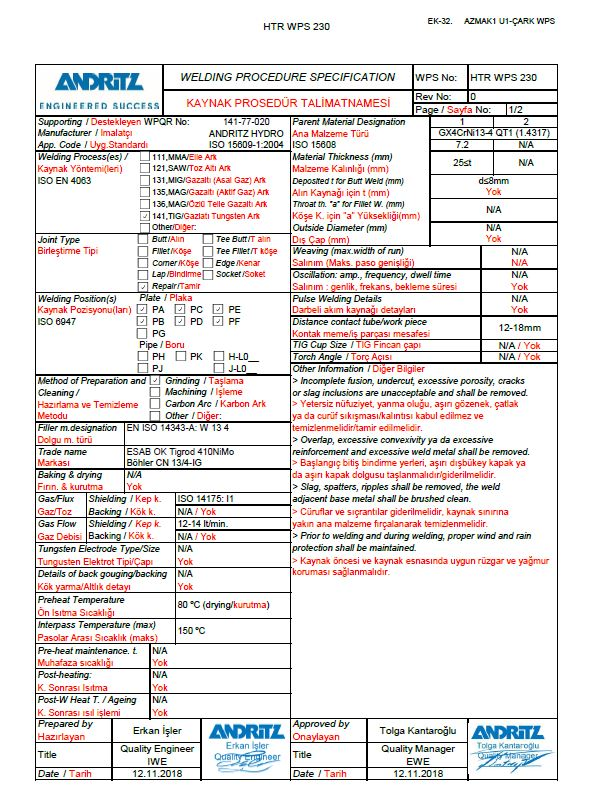 HTR WPS 230
EK-32. AZMAK1 U1-ÇARK WPS
ANDRITZ
ENGINEERED SUCCESS
WELDING PROCEDURE SPECIFICATION
KAYNAK PROSEDÜR TALİMATNAMESİ
WPS No: HTR WPS 230
Rev No: 0
Page / Sayfa No: 1/2
Supporting / Destekleyen WPQR No: 141-77-020
Manufacturer / İmalatçı ANDRITZ HYDRO
App. Code / Uyg.Standardı ISO 15609-1:2004
Welding Process(es) /
Kaynak Yöntemi(leri)
ISO EN 4063
111,MMA/Elle Ark
121,SAW/Toz Altı Ark
131,MIG/Gazaltı (Asal Gaz) Ark
135,MAG/Gazaltı (Aktif Gaz) Ark
136,MAG/Özlü Telle Gazaltı Ark
✓ 141,TIG/Gazlatı Tungsten Ark
Other/Diğer:
Joint Type
Birleştirme Tipi
Butt/Alın Tee Butt/T alın
Fillet/Köşe Tee Fillet/T köşe
Corner/Köşe Edge/Kenar
Lap/Bindirme Socket/Soket
✓ Repair/Tamir
Welding Position(s)
Kaynak Pozisyonu(ları)
ISO 6947
Plate / Plaka
✓ PA ✓ PC ✓ PE
✓ PB ✓ PD ✓ PF
PG
Pipe / Boru
PH PK H-L0__
PJ J-L0__
Method of Preparation and
Cleaning /
Hazırlama ve Temizleme
Metodu
✓ Grinding / Taşlama
Machining / İşleme
Carbon Ark / Karbon Ark
Other / Diğer:
Filler m.designation EN ISO 14343-A: W 13 4
Dolgu m. türü
Trade name ESAB OK Tigrod 410NiMo
Markası Böhler CN 13/4-IG
Baking & drying N/A
Fırın. & kurutma Yok
Gas/Flux Shielding / Kep k. ISO 14175: I1
Gaz/Toz Backing / Kök k. N/A / Yok
Gas Flow Shielding / Kep k. 12-14 lt/min.
Gaz Debisi Backing / Kök k. N/A / Yok
Tungsten Electrode Type/Size N/A
Tungusten Elektrot Tipi/Çapı Yok
Details of back gouging/backing N/A
Kök yarma/Altlık detayı Yok
Preheat Temperature
Ön Isıtma Sıcaklığı
80 ºC (drying/kurutma)
Interpass Temperature (max)
Pasolar Arası Sıcaklık (maks)
150 ºC
Pre-heat maintenance. t. N/A
Muhafaza sıcaklığı Yok
Post-heating: N/A
K. Sonrası Isıtma Yok
Post-W Heat T. / Ageing N/A
K. Sonrası ısıl işlemi Yok
Parent Material Designation 1 2
Ana Malzeme Türü GX4CrNi13-4 QT1 (1.4317)
ISO 15608 7.2 N/A
Material Thickness (mm)
Malzeme Kalınlığı (mm)
25≤t N/A
Deposited t for Butt Weld (mm) d≤8mm
Alın Kaynağı için t (mm) Yok
Throat th. "a" for Fillet W. (mm)
Köşe K. için "a" Yüksekliği(mm)
N/A
Outside Diameter (mm) N/A
Dış Çap (mm) Yok
Weaving (max.width of run) N/A
Salınım (Maks. paso genişliği) N/A
Oscillation: amp., frequency, dwell time N/A
Salınım : genlik, frekans, bekleme süresi Yok
Pulse Welding Details N/A
Darbeli akım kaynağı detayları Yok
Distance contact tube/work piece
Kontak meme/iş parçası mesafesi
12-18mm
TIG Cup Size / TIG Fincan çapı N/A / Yok
Torch Angle / Torç Açısı N/A / Yok
Other Information / Diğer Bilgiler
> Incomplete fusion, undercut, excessive porosity, cracks
or slag inclusions are unacceptable and shall be removed.
> Yetersiz nüfuziyet, yanma oluğu, aşırı gözenek, çatlak
ya da curuf sıkışması/kalıntısı kabul edilmez ve
temizlenmelidir/tamir edilmelidir.
> Overlap, excessive convexivity ya da excessive
reinforcement and excessive weld metal shall be removed.
> Başlangıç bitiş bindirme yerleri, aşırı dışbükey kapak ya
da aşırı kapak dolgusu taşlanmalıdır/giderilmelidir.
> Slag, spatters, ripples shall be removed, the weld
adjacent base metal shall be brushed clean.
> Cüruflar ve sıçrantılar giderilmelidir, kaynak sınırına
yakın ana malzeme fırçalanarak temizlenmelidir.
> Prior to welding and during welding, proper wind and rain
protection shall be maintained.
> Kaynak öncesi ve kaynak esnasında uygun rüzgar ve yağmur
koruması sağlanmalıdır.
Prepared by
Hazırlayan
Erkan İşler
ANDRITZ
Erkan İşler
Quality Engineer
Title Quality Engineer
IWE
Date / Tarih 12.11.2018
Approved by
Onaylayan
Tolga Kantaroğlu
ANDRITZ
Tolga Kantaroğlu
Quality Manager
Title Quality Manager
EWE
Date / Tarih 12.11.2018